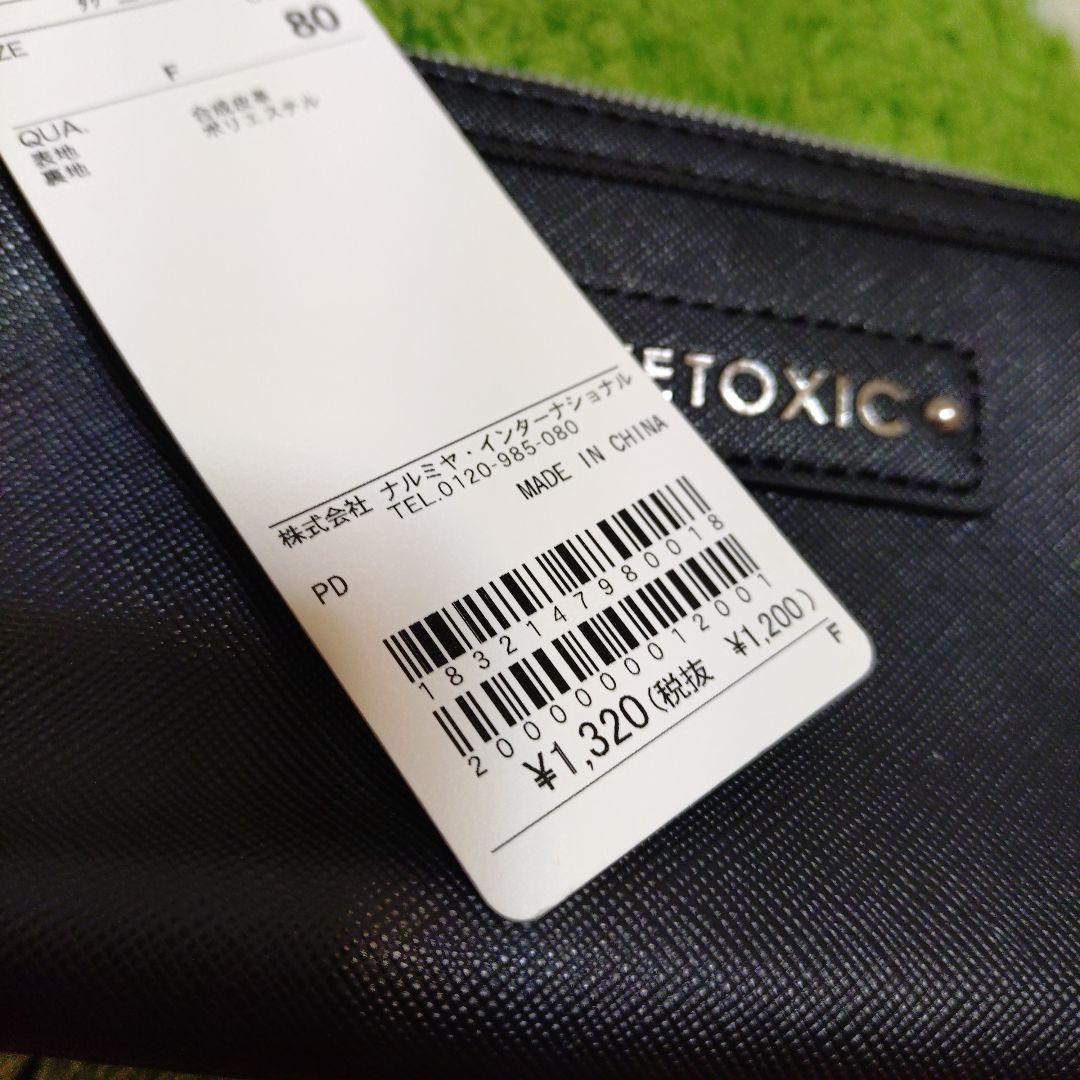 80
F
QUA.
表地 合成皮革
裏地 ポリエステル
株式会社 ナルミヤ・インターナショナル
TEL.0120-985-080
MADE IN CHINA
PD
1832147980018
2000000012001
¥1,320(税抜 ¥1,200)
F
ETOXIC